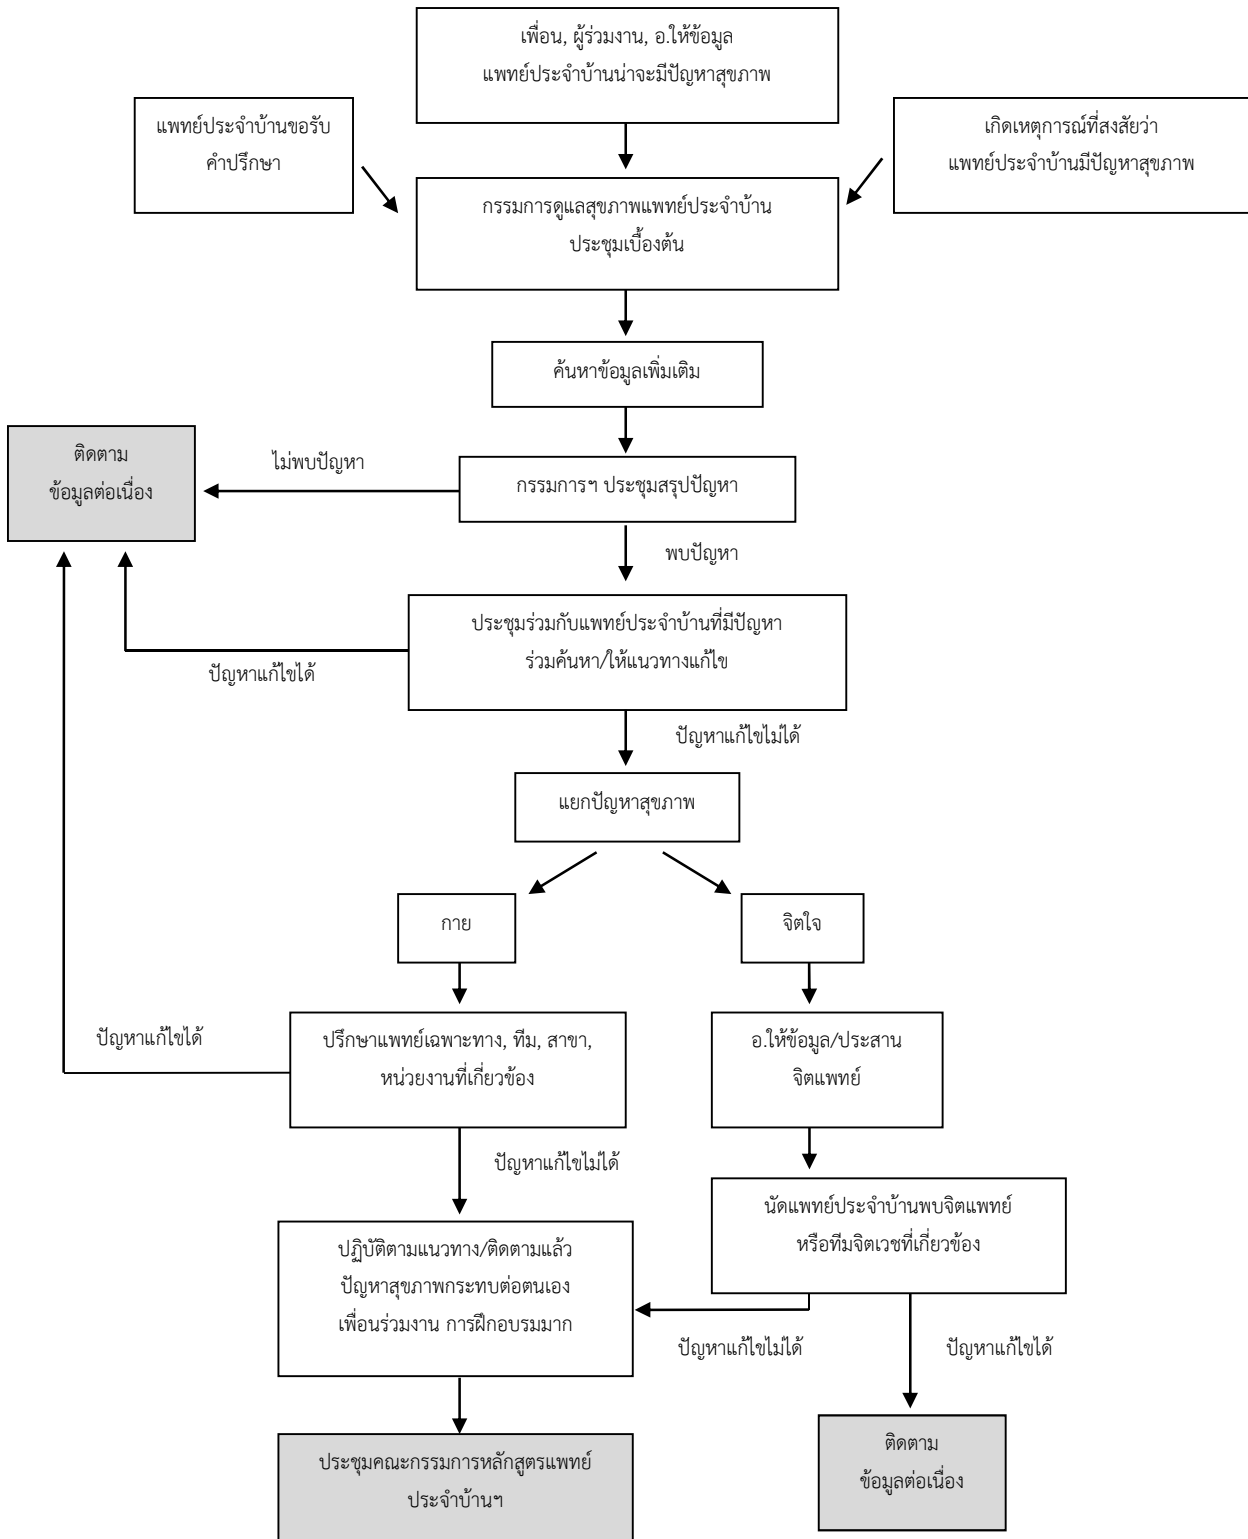 เพื่อน, ผู้ร่วมงาน, อ.ให้ข้อมูล
แพทย์ประจำบ้านน่าจะมีปัญหาสุขภาพ
แพทย์ประจำบ้านขอรับ
คำปรึกษา
เกิดเหตุการณ์ที่สงสัยว่า
แพทย์ประจำบ้านมีปัญหาสุขภาพ
กรรมการดูแลสุขภาพแพทย์ประจำบ้าน
ประชุมเบื้องต้น
ค้นหาข้อมูลเพิ่มเติม
ติดตาม
ข้อมูลต่อเนื่อง
ไม่พบปัญหา
กรรมการฯ ประชุมสรุปปัญหา
พบปัญหา
ประชุมร่วมกับแพทย์ประจำบ้านที่มีปัญหา
ร่วมค้นหา/ให้แนวทางแก้ไข
ปัญหาแก้ไขได้
ปัญหาแก้ไขไม่ได้
แยกปัญหาสุขภาพ
กาย
จิตใจ
ปัญหาแก้ไขได้
ปรึกษาแพทย์เฉพาะทาง, ทีม, สาขา,
หน่วยงานที่เกี่ยวข้อง
อ.ให้ข้อมูล/ประสาน
จิตแพทย์
ปัญหาแก้ไขไม่ได้
นัดแพทย์ประจำบ้านพบจิตแพทย์
หรือทีมจิตเวชที่เกี่ยวข้อง
ปฏิบัติตามแนวทาง/ติดตามแล้ว
ปัญหาสุขภาพกระทบต่อตนเอง
เพื่อนร่วมงาน การฝึกอบรมมาก
ปัญหาแก้ไขไม่ได้
ปัญหาแก้ไขได้
ประชุมคณะกรรมการหลักสูตรแพทย์
ประจำบ้านฯ
ติดตาม
ข้อมูลต่อเนื่อง